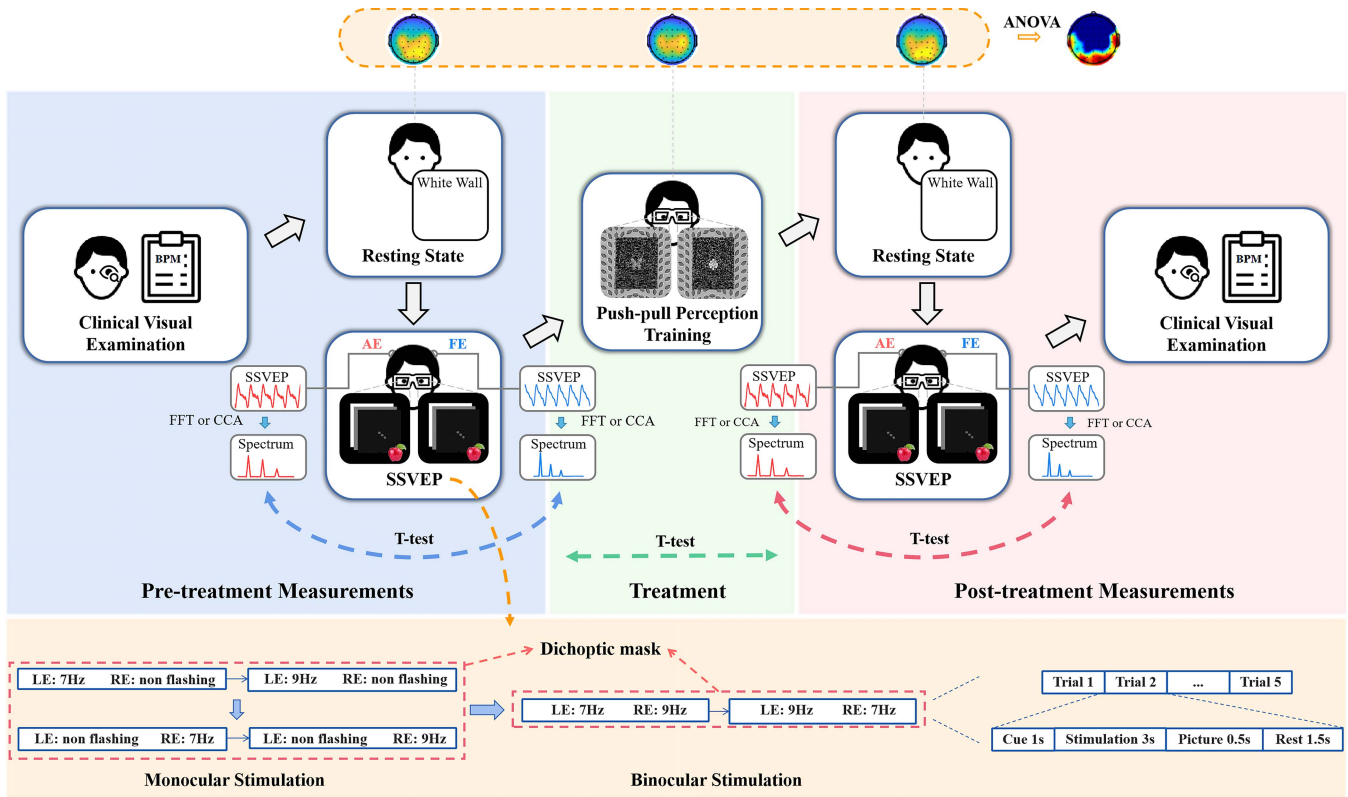 ANOVA
White Wall
Resting State
BPM
Clinical Visual
Examination
AE
FE
SSVEP
FFT or CCA
Spectrum
SSVEP
FFT or CCA
Spectrum
SSVEP
T-test
Pre-treatment Measurements
Push-pull Perception
Training
T-test
Treatment
White Wall
Resting State
AE
FE
SSVEP
FFT or CCA
Spectrum
SSVEP
FFT or CCA
Spectrum
SSVEP
T-test
BPM
Clinical Visual
Examination
Post-treatment Measurements
Dichoptic mask
LE: 7Hz RE: non flashing
LE: 9Hz RE: non flashing
LE: non flashing RE: 7Hz
LE: non flashing RE: 9Hz
Monocular Stimulation
LE: 7Hz RE: 9Hz
LE: 9Hz RE: 7Hz
Binocular Stimulation
Trial 1 Trial 2 ... Trial 5
Cue 1s Stimulation 3s Picture 0.5s Rest 1.5s